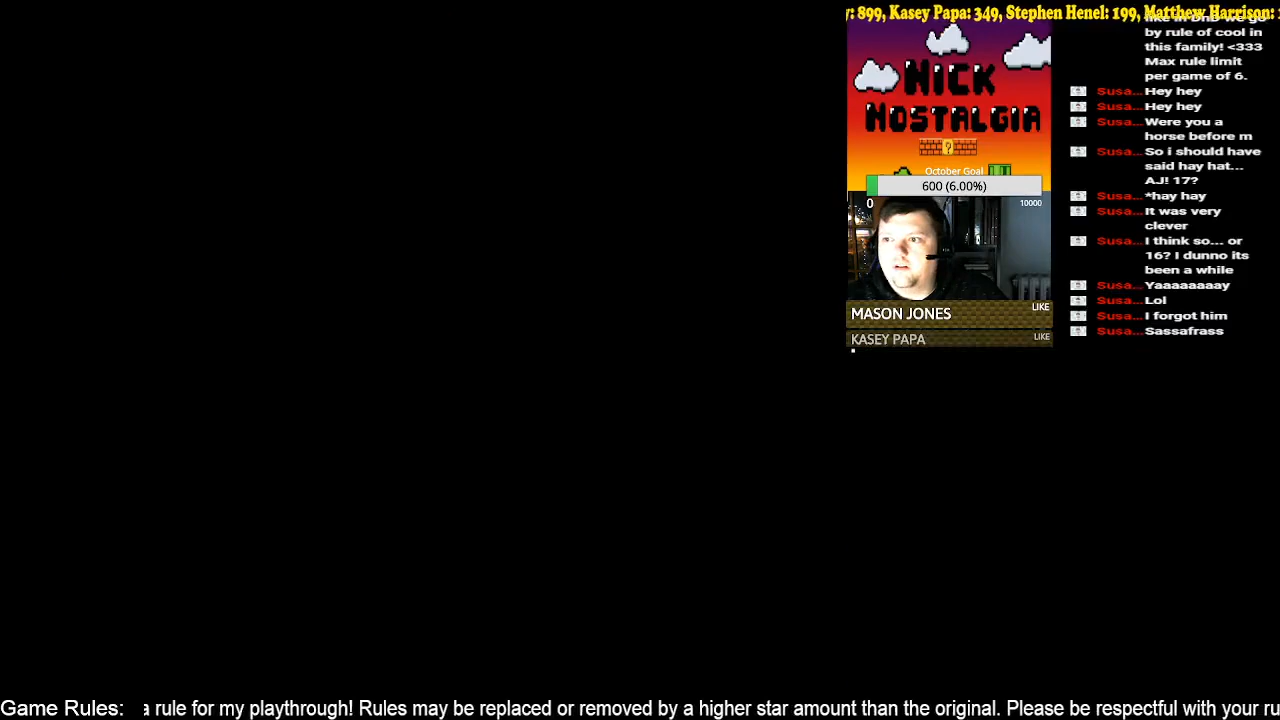 : 899, Kasey Papa: 349, Stephen Henel: 199, Matthew Harrison:
like in DnD we go
by rule of cool in
this family! <333
Max rule limit
per game of 6.
NICK
NOSTALGIA
?
October Goal
600 (6.00%)
0
10000
MASON JONES
LIKE
KASEY PAPA
LIKE
Susa... Hey hey
Susa... Hey hey
Susa... Were you a
horse before m
Susa... So i should have
said hay hat...
AJ! 17?
Susa... *hay hay
Susa... It was very
clever
Susa... I think so... or
16? I dunno its
been a while
Susa... Yaaaaaaaay
Susa... Lol
Susa... I forgot him
Susa... Sassafrass
Game Rules: a rule for my playthrough! Rules may be replaced or removed by a higher star amount than the original. Please be respectful with your ru